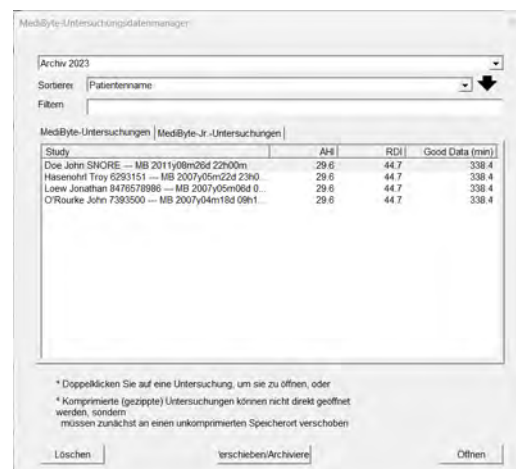 MediByte-Untersuchungsdatenmanager
Archiv 2023
Sortieren Patientenname
Filtern
MediByte-Untersuchungen MediByte-Jr.-Untersuchungen
Study AHI RDI Good Data (min)
Doe John SNORE --- MB 2011y08m26d 22h00m 29.6 44.7 338.4
Hasenohrl Troy 6293151 --- MB 2007y05m22d 23h0... 29.6 44.7 338.4
Loew Jonathan 8476578986 --- MB 2007y05m06d 0... 29.6 44.7 338.4
O'Rourke John 7393500 --- MB 2007y04m18d 09h1... 29.6 44.7 338.4
* Doppelklicken Sie auf eine Untersuchung, um sie zu öffnen, oder
* Komprimierte (gezippte) Untersuchungen können nicht direkt geöffnet
werden, sondern
müssen zunächst an einen unkomprimierten Speicherort verschoben
Löschen 'erschieben/Archiviere Öffnen